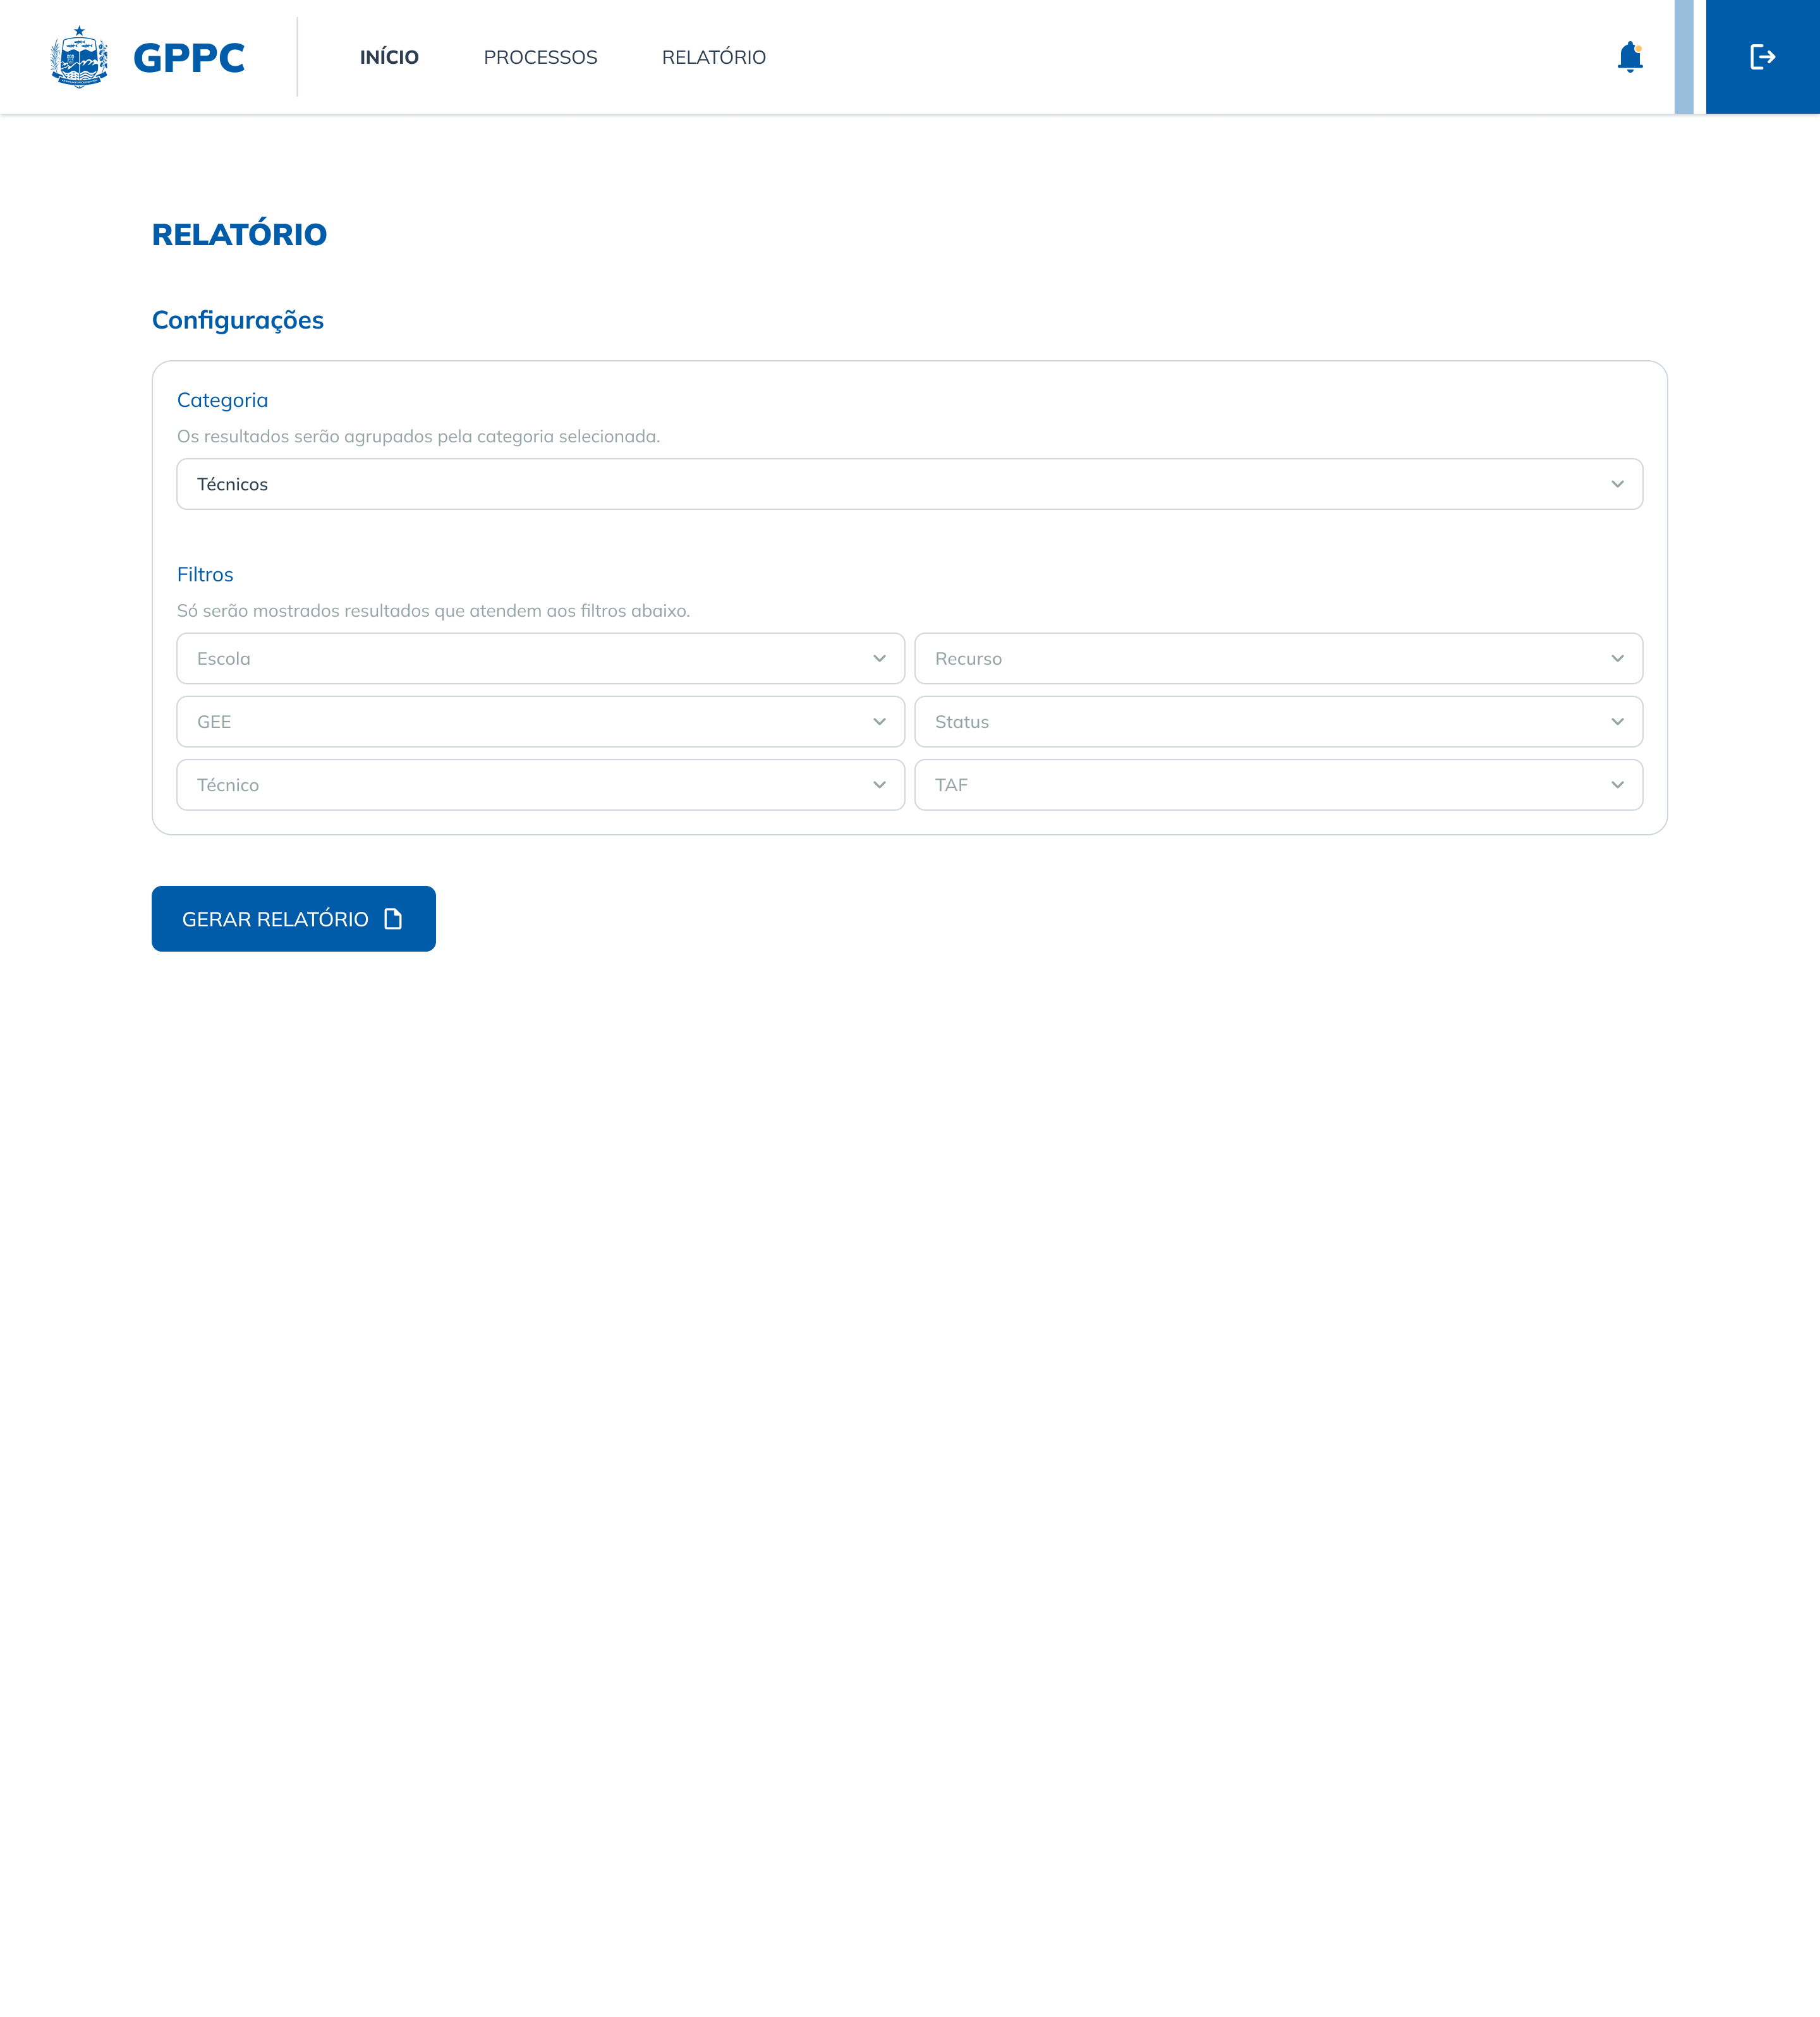 GPPC
INÍCIO
PROCESSOS
RELATÓRIO
RELATÓRIO
Configurações
Categoria
Os resultados serão agrupados pela categoria selecionada.
Técnicos
Filtros
Só serão mostrados resultados que atendem aos filtros abaixo.
Escola
Recurso
GEE
Status
Técnico
TAF
GERAR RELATÓRIO